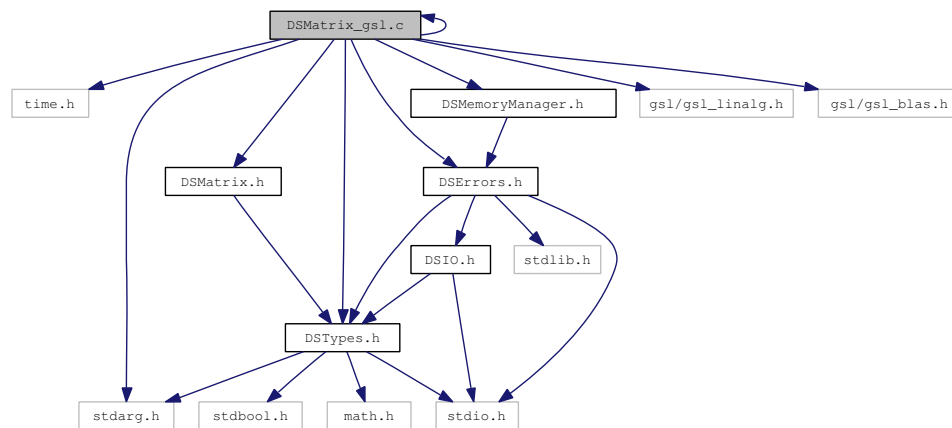 DSMatrix_gsl.c
time.h
DSMemoryManager.h
gsl/gsl_linalg.h
gsl/gsl_blas.h
DSMatrix.h
DSErrors.h
DSIO.h
stdlib.h
DSTypes.h
stdarg.h
stdbool.h
math.h
stdio.h